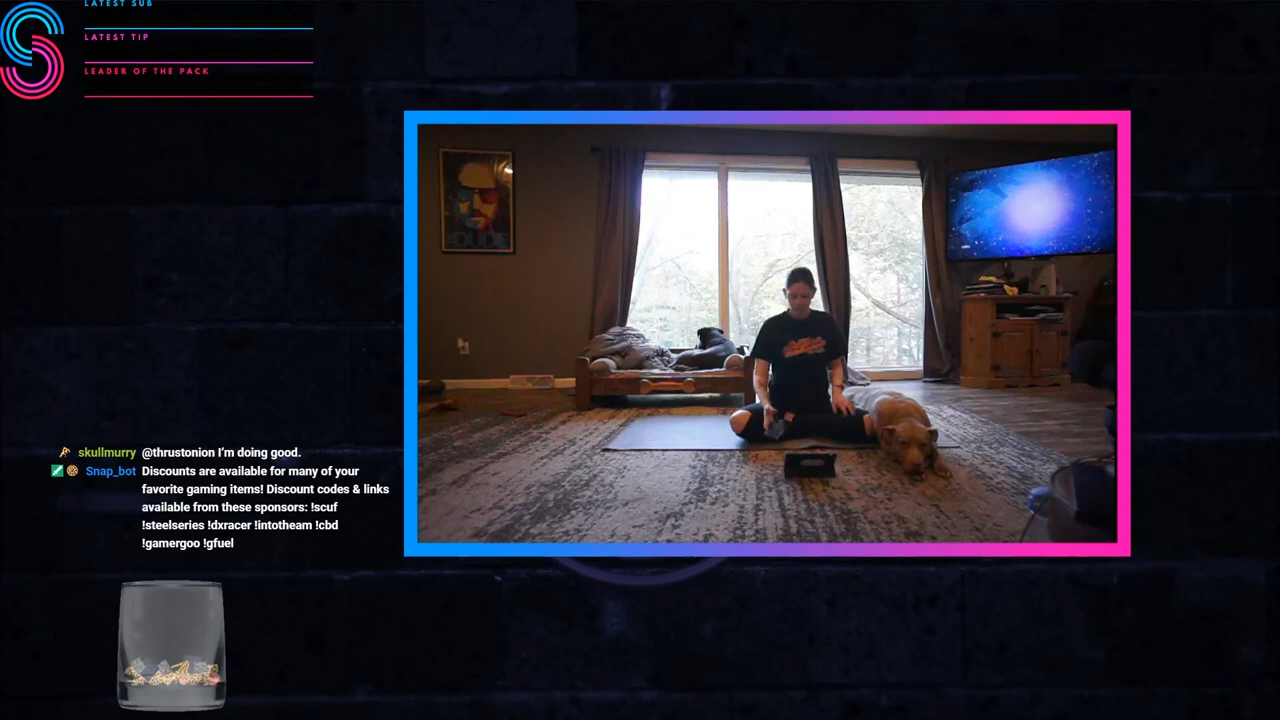 LATEST SUB
LATEST TIP
LEADER OF THE PACK
DUDE
skullmurry @thrustonion I'm doing good.
Snap_bot Discounts are available for many of your
favorite gaming items! Discount codes & links
available from these sponsors: !scuf
!steelseries !dxracer !intotheam !cbd
!gamergoo !gfuel